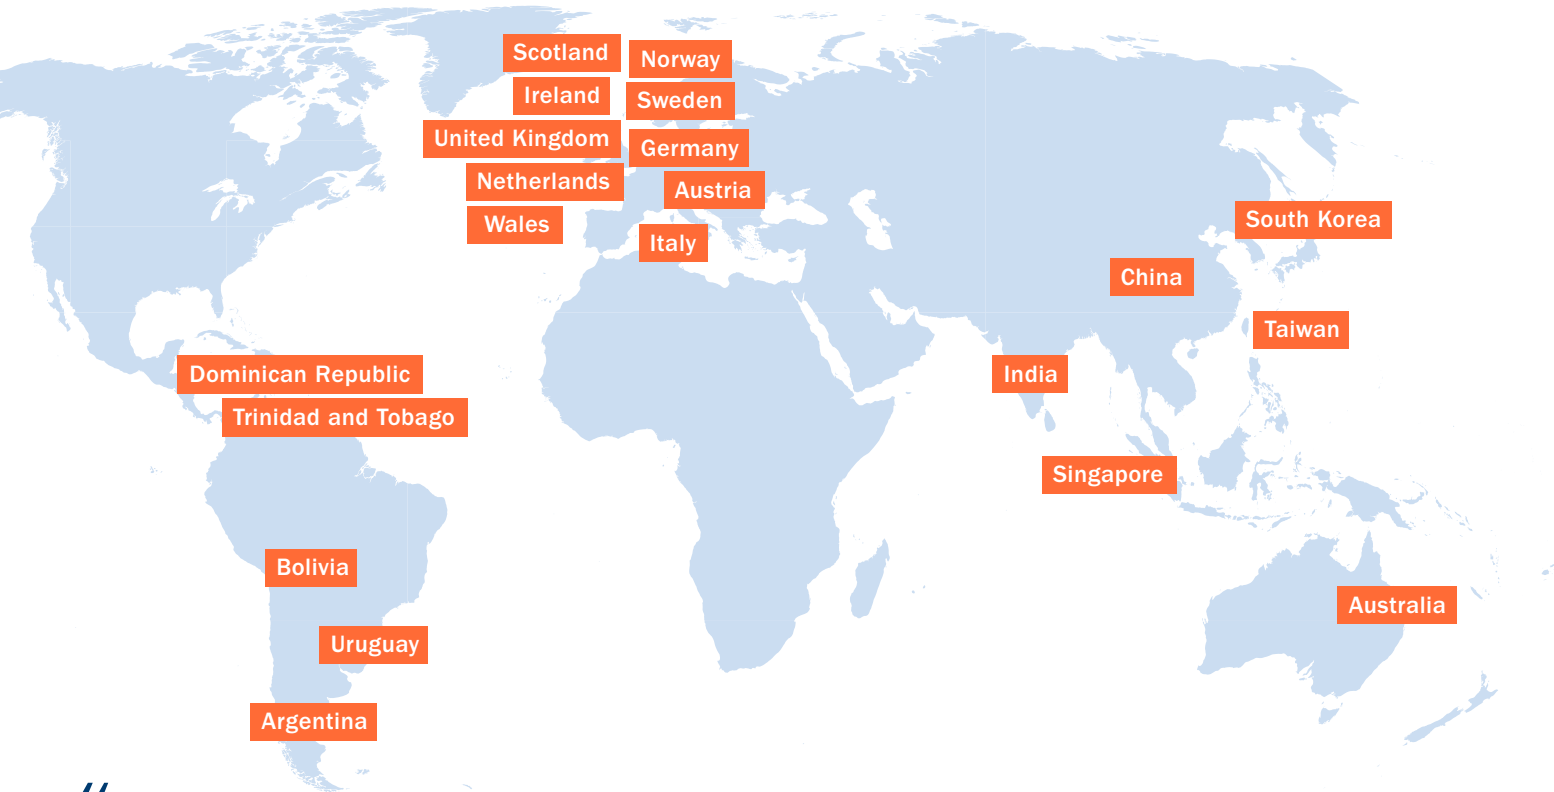 Scotland
Norway
Ireland
Sweden
United Kingdom
Germany
Netherlands
Austria
Wales
Italy
South Korea
China
Taiwan
Dominican Republic
India
Trinidad and Tobago
Singapore
Bolivia
Australia
Uruguay
Argentina
“